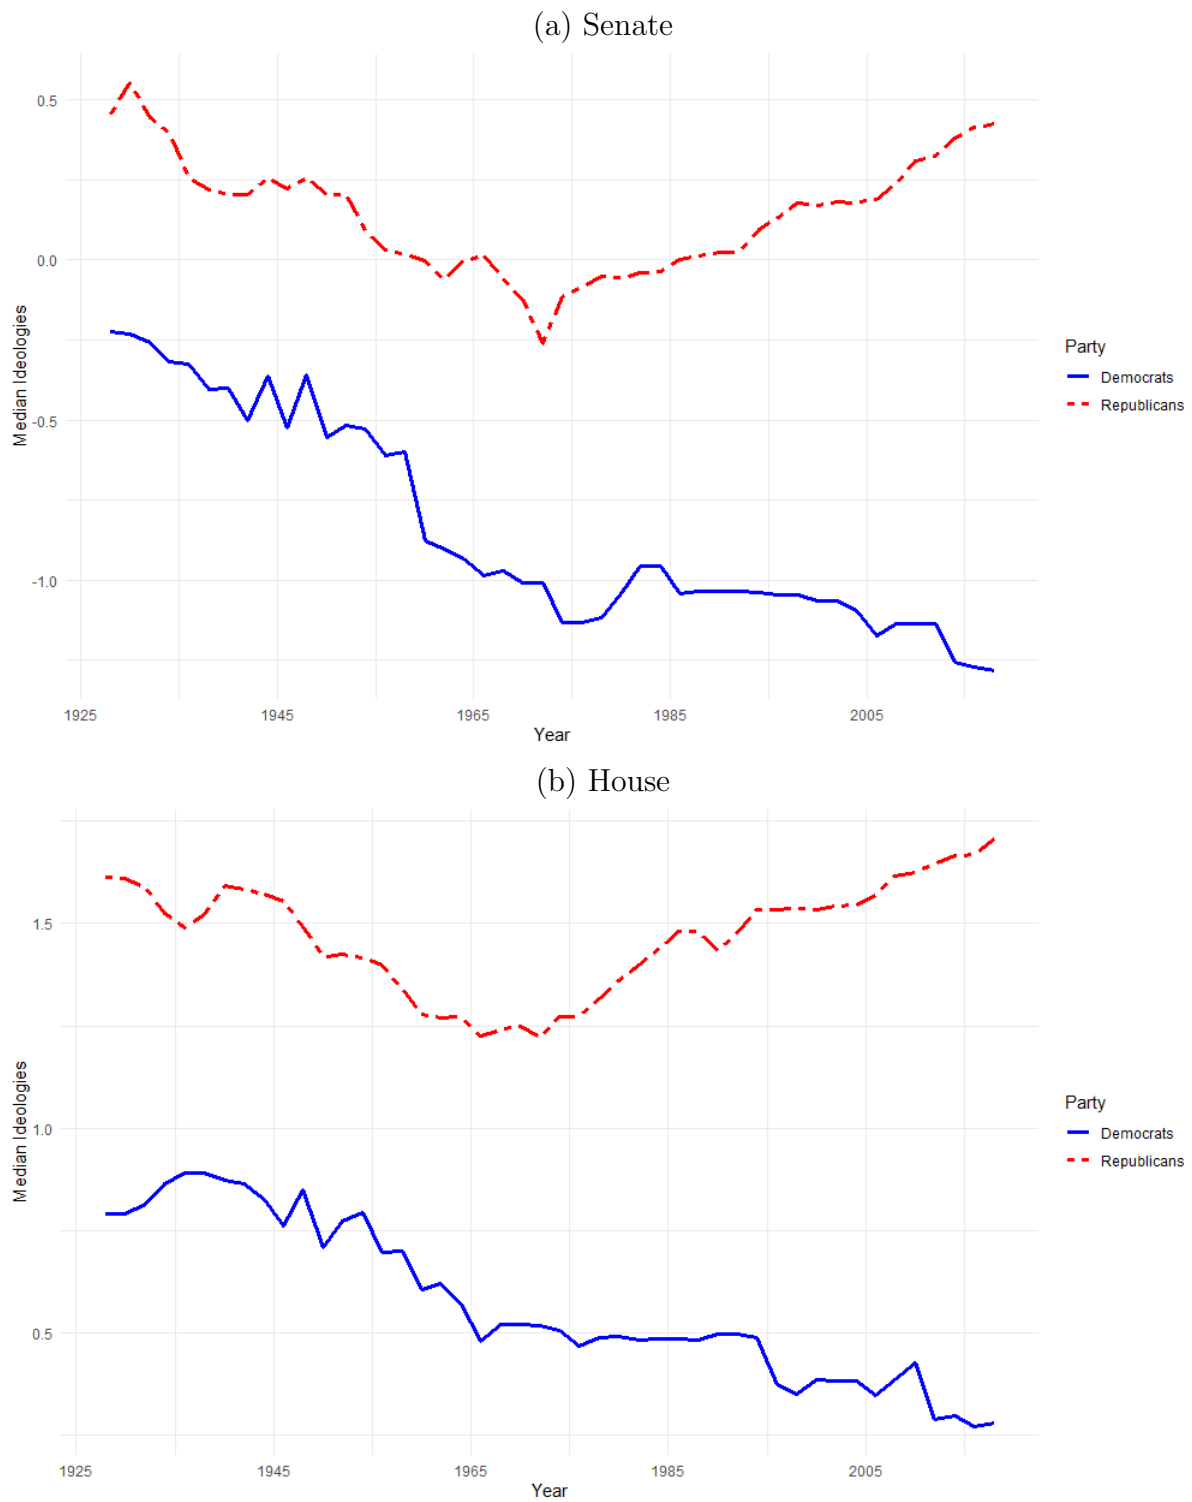 (a) Senate
0.5
0.0
-0.5
-1.0
Median Ideologies
1925 1945 1965 1985 2005
Year
Party
Democrats
Republicans
(b) House
1.5
1.0
0.5
Median Ideologies
1925 1945 1965 1985 2005
Year
Party
Democrats
Republicans